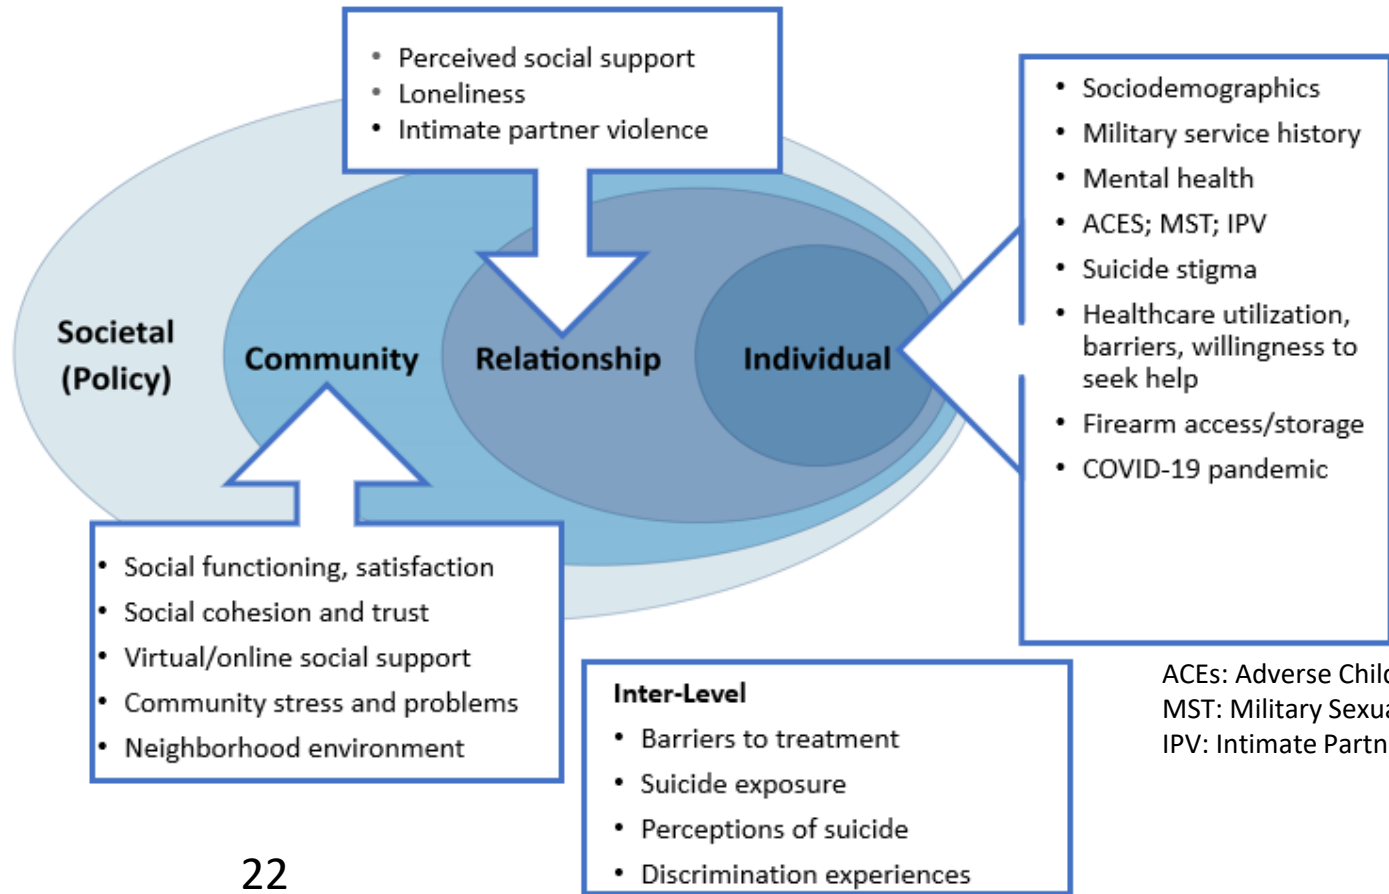 • Perceived social support
• Loneliness
• Intimate partner violence
• Sociodemographics
• Military service history
• Mental health
• ACES; MST; IPV
• Suicide stigma
• Healthcare utilization,
barriers, willingness to
seek help
• Firearm access/storage
• COVID-19 pandemic
Societal
(Policy)
Community
Relationship
Individual
• Social functioning, satisfaction
• Social cohesion and trust
• Virtual/online social support
• Community stress and problems
• Neighborhood environment
Inter-Level
• Barriers to treatment
• Suicide exposure
• Perceptions of suicide
• Discrimination experiences
ACEs: Adverse
MST: Military
IPV: Intimate
22